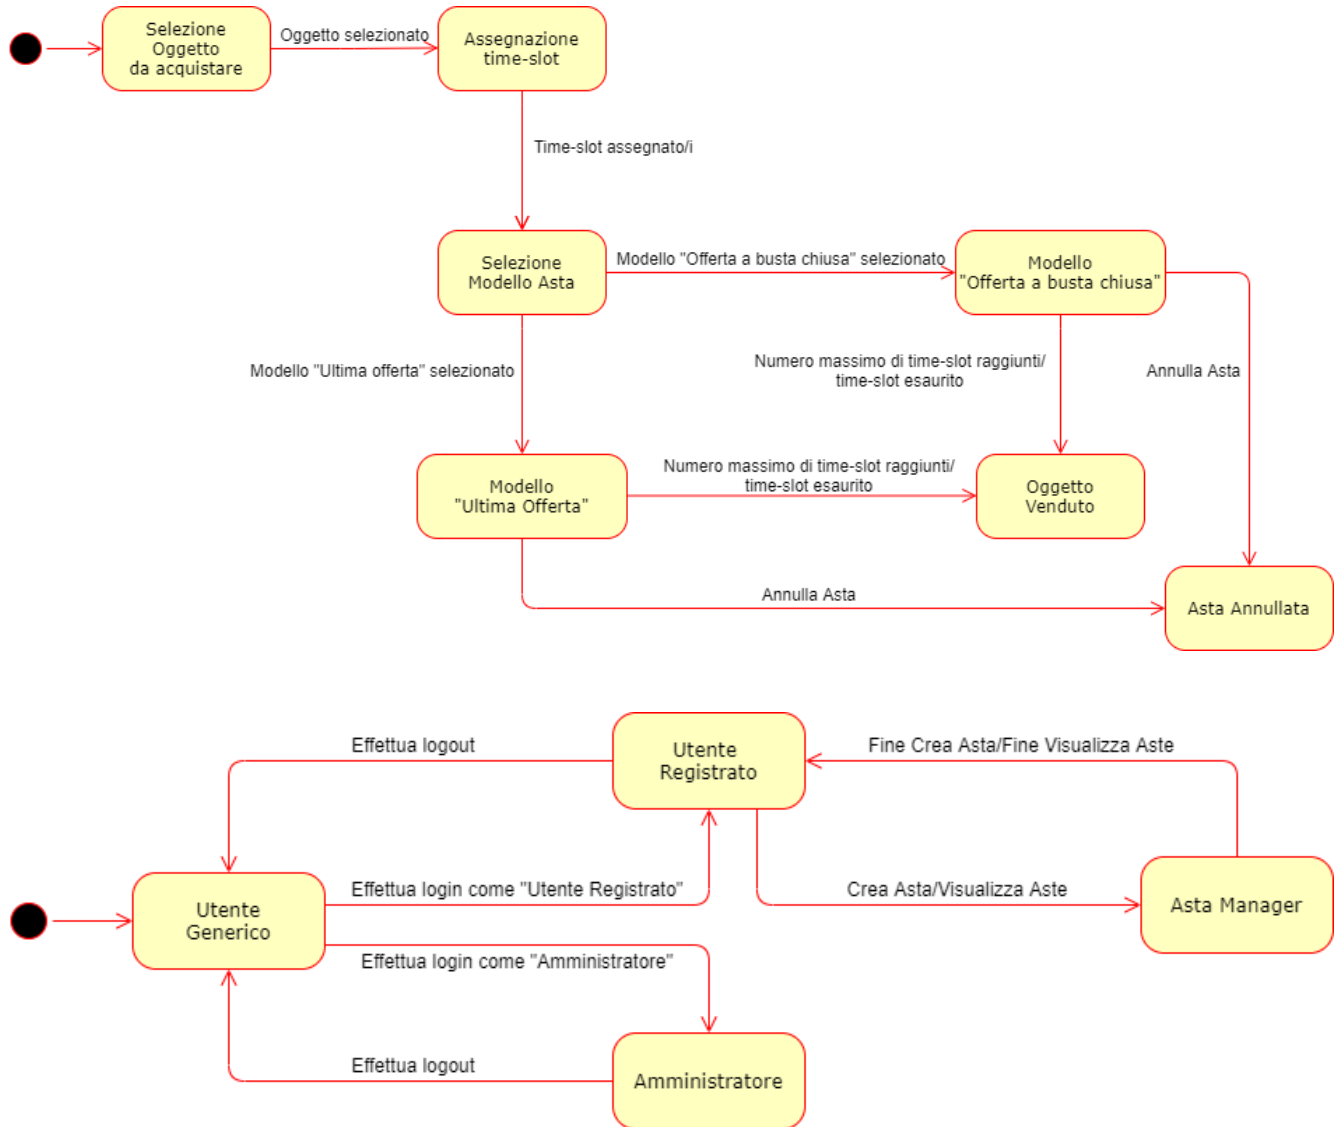 Selezione
Oggetto
da acquistare
Oggetto selezionato
Assegnazione
time-slot
Time-slot assegnato/i
Selezione
Modello Asta
Modello "Offerta a busta chiusa" selezionato
Modello
"Offerta a busta chiusa"
Modello "Ultima offerta" selezionato
Numero massimo di time-slot raggiunti/
time-slot esaurito
Annulla Asta
Modello
"Ultima Offerta"
Numero massimo di time-slot raggiunti/
time-slot esaurito
Oggetto
Venduto
Annulla Asta
Asta Annullata
Effettua logout
Utente
Registrato
Fine Crea Asta/Fine Visualizza Aste
Utente
Generico
Effettua login come "Utente Registrato"
Crea Asta/Visualizza Aste
Asta Manager
Effettua login come "Amministratore"
Effettua logout
Amministratore